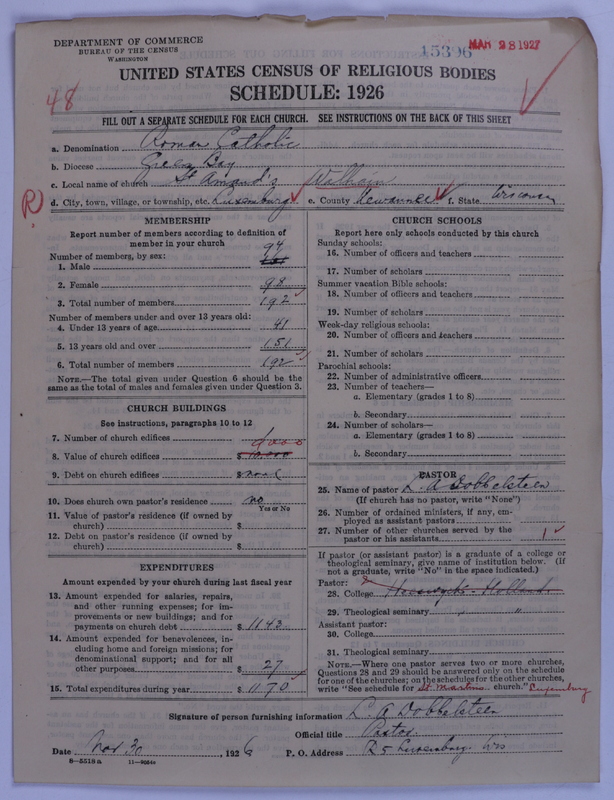 DEPARTMENT OF COMMERCE
BUREAU OF THE CENSUS
WASHINGTON
15396
MAR 28 1927
UNITED STATES CENSUS OF RELIGIOUS BODIES
SCHEDULE: 1926
48
FILL OUT A SEPARATE SCHEDULE FOR EACH CHURCH. SEE INSTRUCTIONS ON THE BACK OF THIS SHEET
a. Denomination Roman Catholic
b. Diocese Green Bay
c. Local name of church St Amand's Walhain
R
d. City, town, village, or township, etc. Luxemburg e. County Kewaunee f. State Wisconsin
MEMBERSHIP
Report number of members according to definition of
member in your church
Number of members, by sex:
1. Male 94
2. Female 98
3. Total number of members 192
Number of members under and over 13 years old:
4. Under 13 years of age 41
5. 13 years old and over 151
6. Total number of members 192
NOTE.—The total given under Question 6 should be the
same as the total of males and females given under Question 3.
CHURCH BUILDINGS
See instructions, paragraphs 10 to 12
7. Number of church edifices
8. Value of church edifices $ 10,000
9. Debt on church edifices $ none
10. Does church own pastor's residence no
Yes or No
11. Value of pastor's residence (if owned by
church) $
12. Debt on pastor's residence (if owned by
church) $
EXPENDITURES
Amount expended by your church during last fiscal year
13. Amount expended for salaries, repairs,
and other running expenses; for im-
provements or new buildings; and for
payments on church debt $ 1143
14. Amount expended for benevolences, in-
cluding home and foreign missions; for
denominational support; and for all
other purposes $ 27
15. Total expenditures during year $ 1170
CHURCH SCHOOLS
Report here only schools conducted by this church
Sunday schools:
16. Number of officers and teachers
17. Number of scholars
Summer vacation Bible schools:
18. Number of officers and teachers
19. Number of scholars
Week-day religious schools:
20. Number of officers and teachers
21. Number of scholars
Parochial schools:
22. Number of administrative officers
23. Number of teachers—
a. Elementary (grades 1 to 8)
b. Secondary
24. Number of scholars—
a. Elementary (grades 1 to 8)
b. Secondary
PASTOR
25. Name of pastor L. A Dobbelsteen
(If church has no pastor, write "None")
26. Number of ordained ministers, if any, em-
ployed as assistant pastors
27. Number of other churches served by the
pastor or his assistants 1
If pastor (or assistant pastor) is a graduate of a college or
theological seminary, give name of institution below. (If
not a graduate, write "No" in the space indicated.)
Pastor:
28. College Holland
29. Theological seminary " "
Assistant pastor:
30. College
31. Theological seminary
NOTE.—Where one pastor serves two or more churches,
Questions 28 and 29 should be answered only on the schedule
for one of the churches; on the schedules for the other churches,
write "See schedule for St. Martins church." Luxemburg
Signature of person furnishing information L. A Dobbelsteen
Official title Pastor
Date Nov 30, 1926 P. O. Address R5 Luxemburg Wis
8—5518 a 11—9664